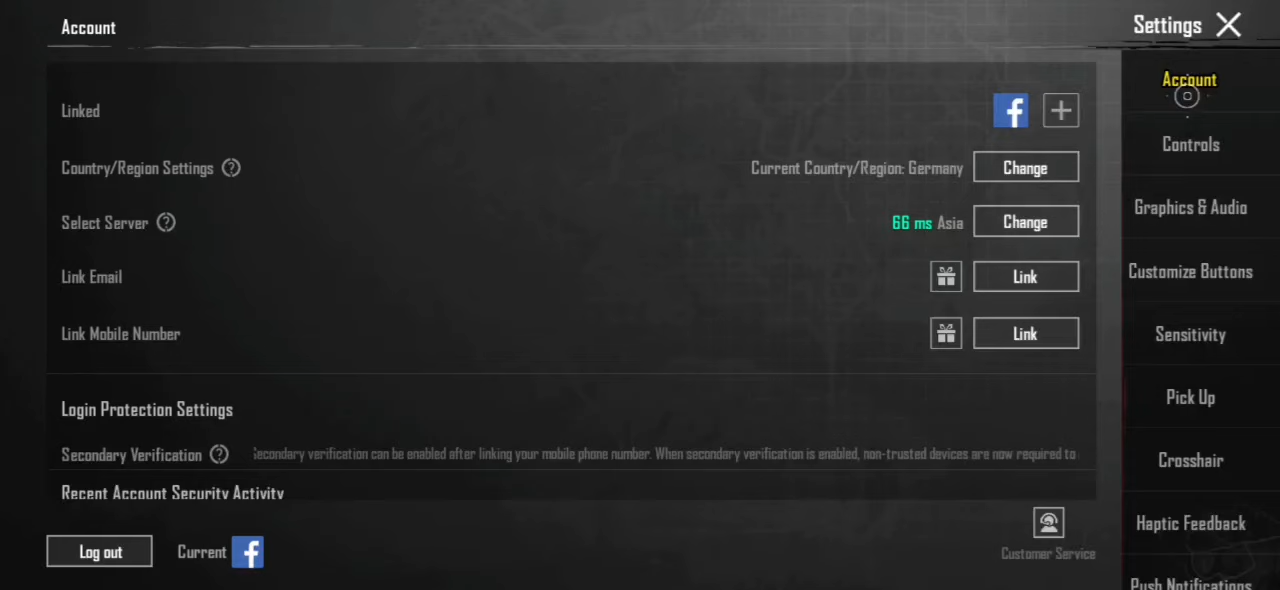 Account
Settings
Linked
Country/Region Settings
Current Country/Region: Germany
Change
Select Server
66 ms Asia
Change
Link Email
Link
Link Mobile Number
Link
Login Protection Settings
Secondary Verification
Secondary verification can be enabled after linking your mobile phone number. When secondary verification is enabled, non-trusted devices are now required to
Recent Account Security Activity
Log out
Current
Customer Service
Account
Controls
Graphics & Audio
Customize Buttons
Sensitivity
Pick Up
Crosshair
Haptic Feedback
Push Notifications